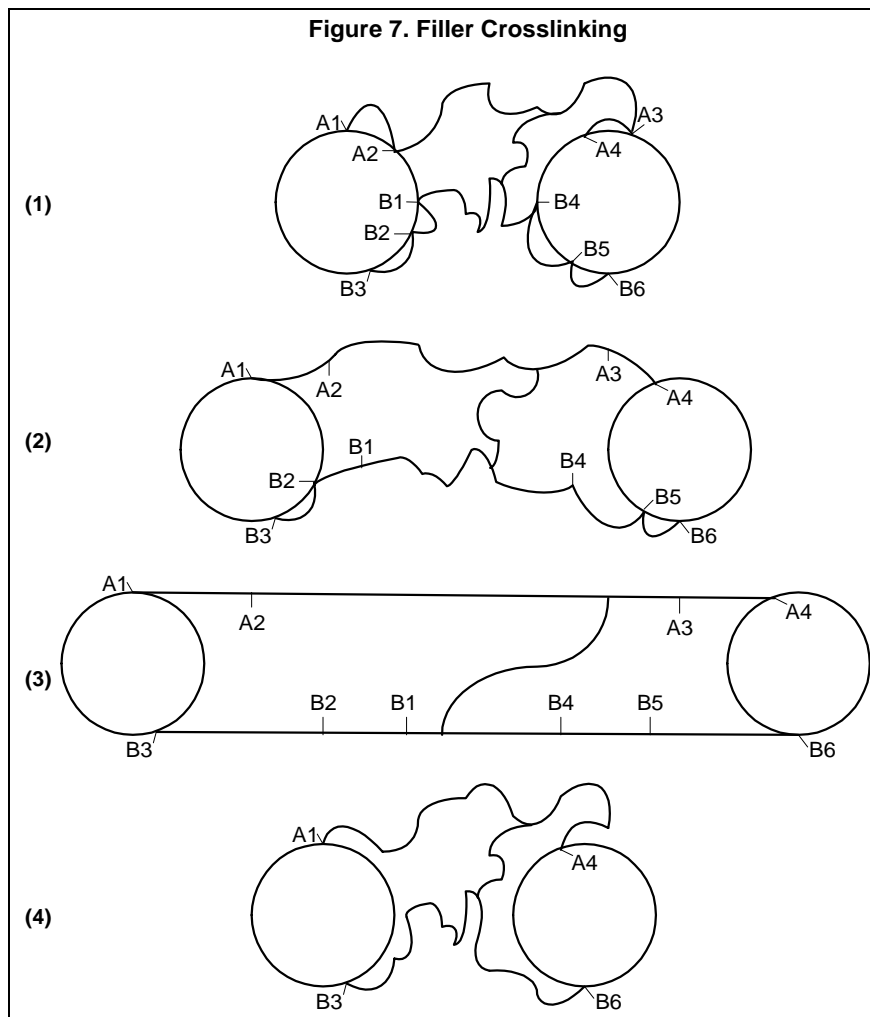 Figure 7. Filler Crosslinking
A1
A3
A2
A4
(1)
B1
B4
B2
B5
B3
B6
A1
A3
A2
A4
(2)
B1
B4
B2
B5
B3
B6
A1
A2
A3
A4
(3)
B2 B1 B4 B5
B3
B6
A1
A4
(4)
B3
B6